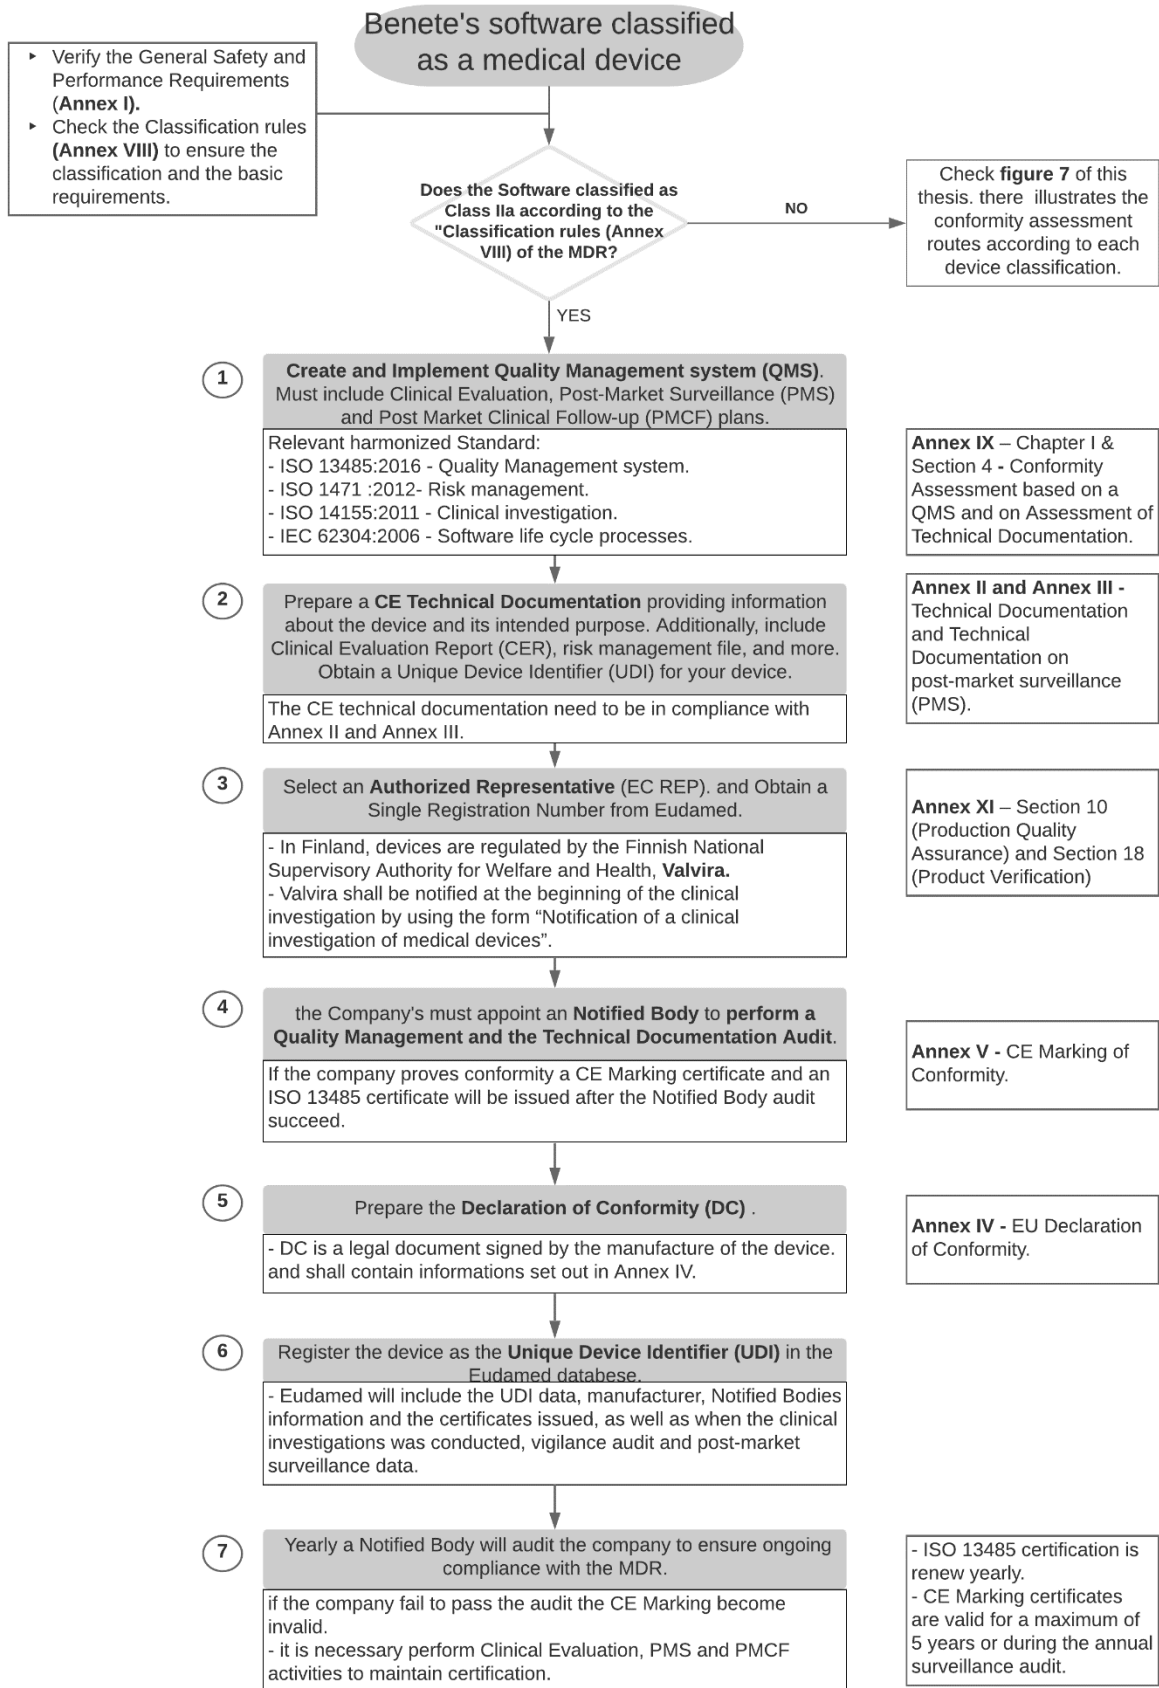 Benete's software classified
as a medical device
‣ Verify the General Safety and
Performance Requirements
(Annex I).
‣ Check the Classification rules
(Annex VIII) to ensure the
classification and the basic
requirements.
Does the Software classified as
Class IIa according to the
"Classification rules (Annex
VIII) of the MDR?
NO
Check figure 7 of this
thesis. there illustrates the
conformity assessment
routes according to each
device classification.
YES
1
Create and Implement Quality Management system (QMS).
Must include Clinical Evaluation, Post-Market Surveillance (PMS)
and Post Market Clinical Follow-up (PMCF) plans.
Relevant harmonized Standard:
- ISO 13485:2016 - Quality Management system.
- ISO 1471 :2012- Risk management.
- ISO 14155:2011 - Clinical investigation.
- IEC 62304:2006 - Software life cycle processes.
Annex IX – Chapter I &
Section 4 - Conformity
Assessment based on a
QMS and on Assessment of
Technical Documentation.
2
Prepare a CE Technical Documentation providing information
about the device and its intended purpose. Additionally, include
Clinical Evaluation Report (CER), risk management file, and more.
Obtain a Unique Device Identifier (UDI) for your device.
The CE technical documentation need to be in compliance with
Annex II and Annex III.
Annex II and Annex III -
Technical Documentation
and Technical
Documentation on
post-market surveillance
(PMS).
3
Select an Authorized Representative (EC REP). and Obtain a
Single Registration Number from Eudamed.
- In Finland, devices are regulated by the Finnish National
Supervisory Authority for Welfare and Health, Valvira.
- Valvira shall be notified at the beginning of the clinical
investigation by using the form “Notification of a clinical
investigation of medical devices”.
Annex XI – Section 10
(Production Quality
Assurance) and Section 18
(Product Verification)
4
the Company's must appoint an Notified Body to perform a
Quality Management and the Technical Documentation Audit.
If the company proves conformity a CE Marking certificate and an
ISO 13485 certificate will be issued after the Notified Body audit
succeed.
Annex V - CE Marking of
Conformity.
5
Prepare the Declaration of Conformity (DC) .
- DC is a legal document signed by the manufacture of the device.
and shall contain informations set out in Annex IV.
Annex IV - EU Declaration
of Conformity.
6
Register the device as the Unique Device Identifier (UDI) in the
Eudamed databese.
- Eudamed will include the UDI data, manufacturer, Notified Bodies
information and the certificates issued, as well as when the clinical
investigations was conducted, vigilance audit and post-market
surveillance data.
7
Yearly a Notified Body will audit the company to ensure ongoing
compliance with the MDR.
if the company fail to pass the audit the CE Marking become
invalid.
- it is necessary perform Clinical Evaluation, PMS and PMCF
activities to maintain certification.
- ISO 13485 certification is
renew yearly.
- CE Marking certificates
are valid for a maximum of
5 years or during the annual
surveillance audit.